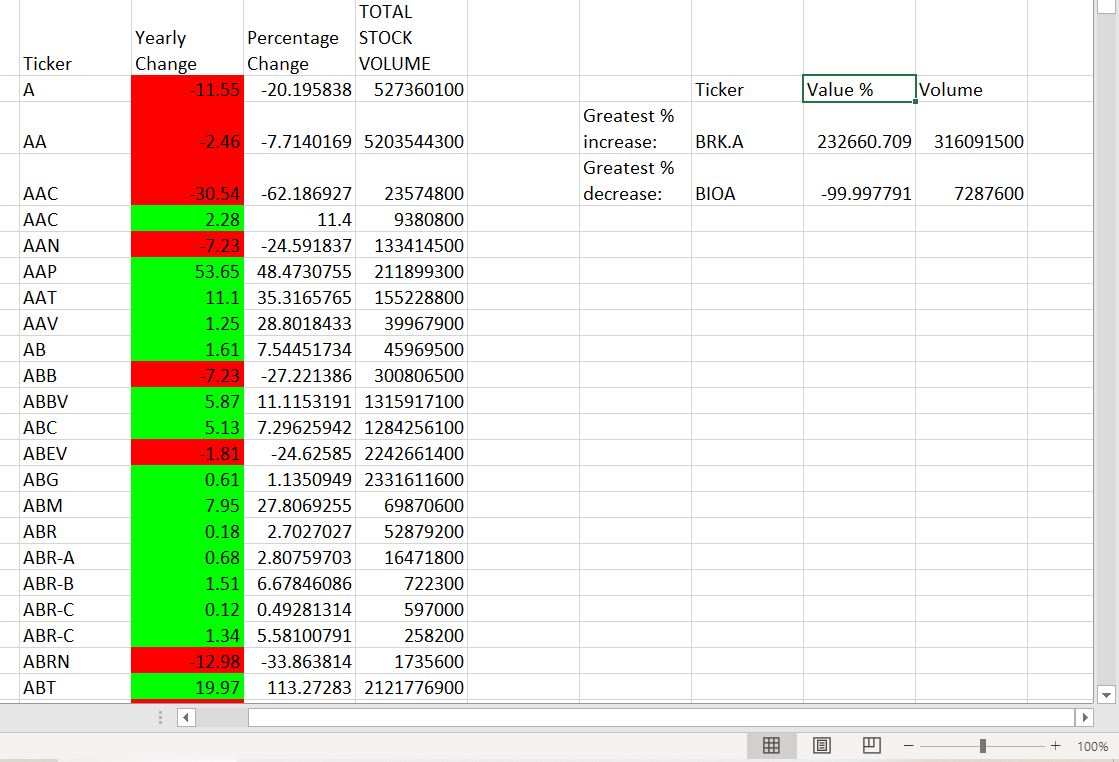 TOTAL
Yearly Percentage STOCK
Ticker Change Change VOLUME
A -11.55 -20.195838 527360100 Ticker Value % Volume
Greatest %
AA -2.46 -7.7140169 5203544300 increase: BRK.A 232660.709 316091500
Greatest %
AAC -30.54 -62.186927 23574800 decrease: BIOA -99.997791 7287600
AAC 2.28 11.4 9380800
AAN -7.23 -24.591837 133414500
AAP 53.65 48.4730755 211899300
AAT 11.1 35.3165765 155228800
AAV 1.25 28.8018433 39967900
AB 1.61 7.54451734 45969500
ABB -7.23 -27.221386 300806500
ABBV 5.87 11.1153191 1315917100
ABC 5.13 7.29625942 1284256100
ABEV -1.81 -24.62585 2242661400
ABG 0.61 1.1350949 2331611600
ABM 7.95 27.8069255 69870600
ABR 0.18 2.7027027 52879200
ABR-A 0.68 2.80759703 16471800
ABR-B 1.51 6.67846086 722300
ABR-C 0.12 0.49281314 597000
ABR-C 1.34 5.58100791 258200
ABRN -12.98 -33.863814 1735600
ABT 19.97 113.27283 2121776900
100%